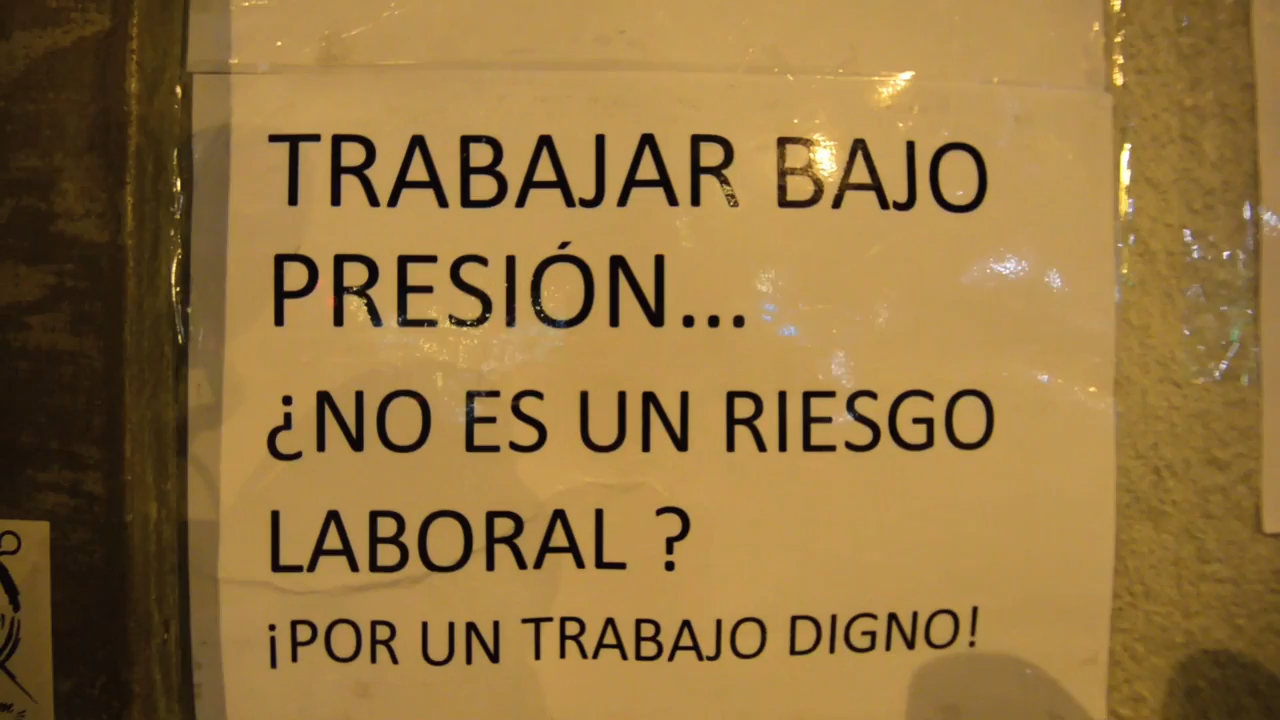 TRABAJAR BAJO
PRESIÓN...
¿NO ES UN RIESGO
LABORAL ?
¡POR UN TRABAJO DIGNO!